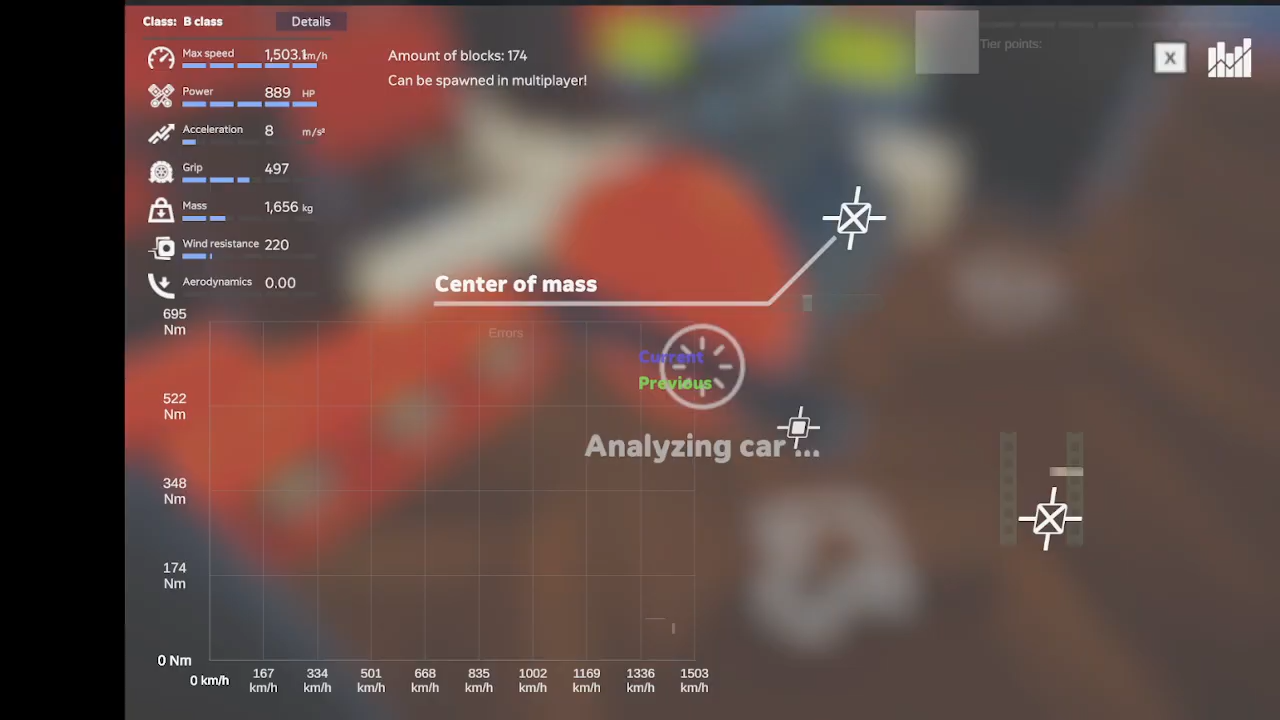 Class: B class
Details
Max speed 1,503.1 km/h
Power 889 HP
Acceleration 8 m/s²
Grip 497
Mass 1,656 kg
Wind resistance 220
Aerodynamics 0.00
Amount of blocks: 174
Can be spawned in multiplayer!
Tier points:
X
Center of mass
Errors
Current
Previous
Analyzing car ...
695 Nm
522 Nm
348 Nm
174 Nm
0 Nm
0 km/h
167 km/h
334 km/h
501 km/h
668 km/h
835 km/h
1002 km/h
1169 km/h
1336 km/h
1503 km/h